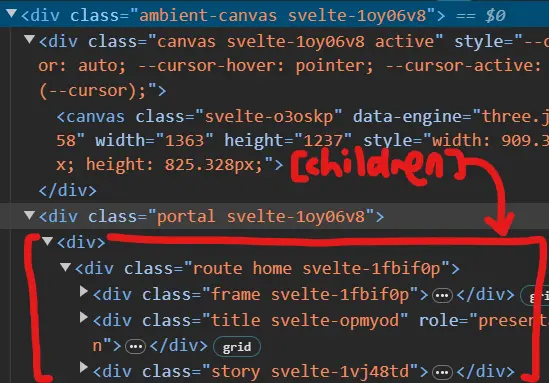 ▼<div class="ambient-canvas svelte-1oy06v8"> == $0
▼<div class="canvas svelte-1oy06v8 active" style="--c
or: auto; --cursor-hover: pointer; --cursor-active:
(--cursor);">
<canvas class="svelte-o3oskp" data-engine="three.j
58" width="1363" height="1237" style="width: 909.3
x; height: 825.328px;">
[children]
</div>
▼<div class="portal svelte-1oy06v8">
▼<div>
▼<div class="route home svelte-1fbif0p">
▶<div class="frame svelte-1fbif0p">…</div> gri
▶<div class="title svelte-opmyod" role="present
n">…</div> grid
▶<div class="story svelte-1vj48td">…</div>